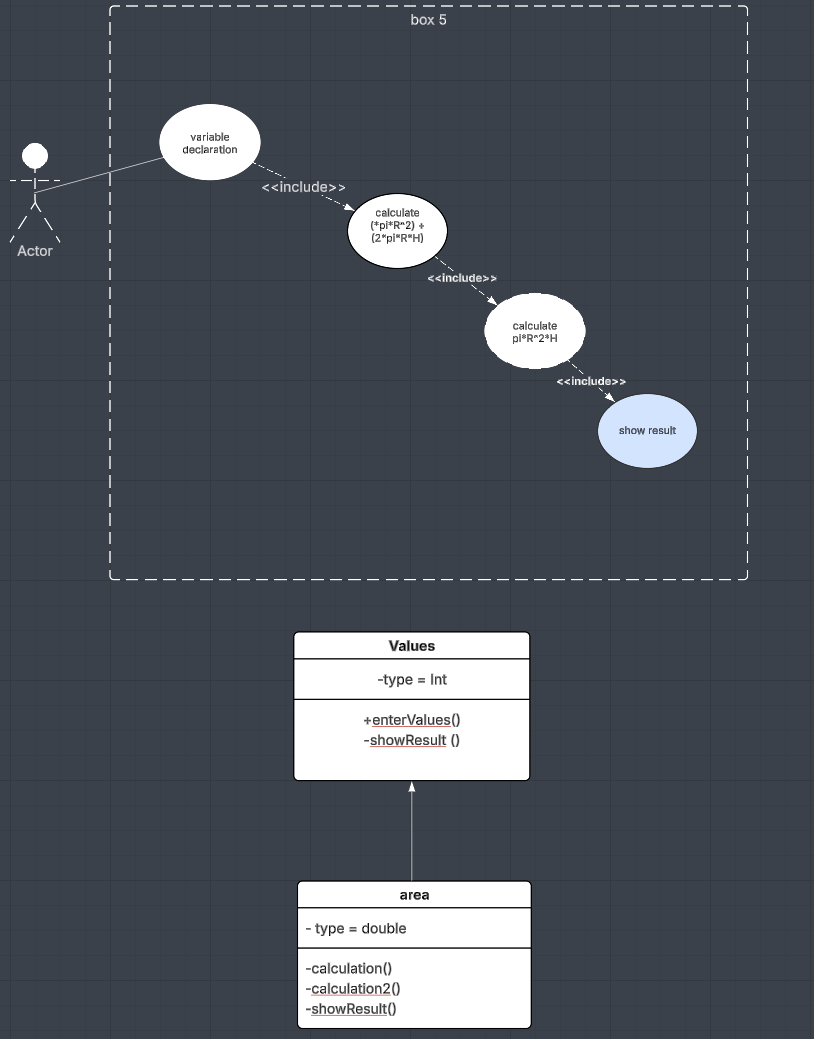 box 5
variable
declaration
<<include>>
Actor
calculate
(*pi*R^2) +
(2*pi*R*H)
<<include>>
calculate
pi*R^2*H
<<include>>
show result
Values
-type = Int
+enterValues()
-showResult ()
area
- type = double
-calculation()
-calculation2()
-showResult()